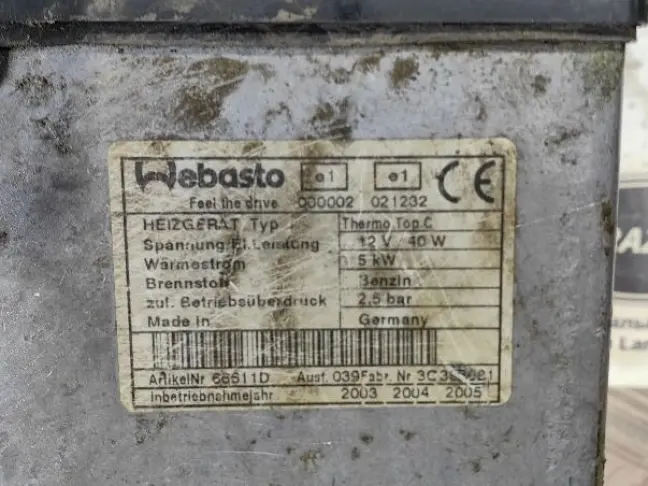 Webasto e1 e1 CE
Feel the drive 000002 021232
HEIZGERÄT Typ Thermo Top C
Spannung/El.Leistung 12 V / 40 W
Wärmestrom 5 kW
Brennstoff Benzin
zul. Betriebsüberdruck 2,5 bar
Made in Germany
ArtikelNr 66611D Ausf. 039 Fabr. Nr
Inbetriebnahmejahr 2003 2004 2005